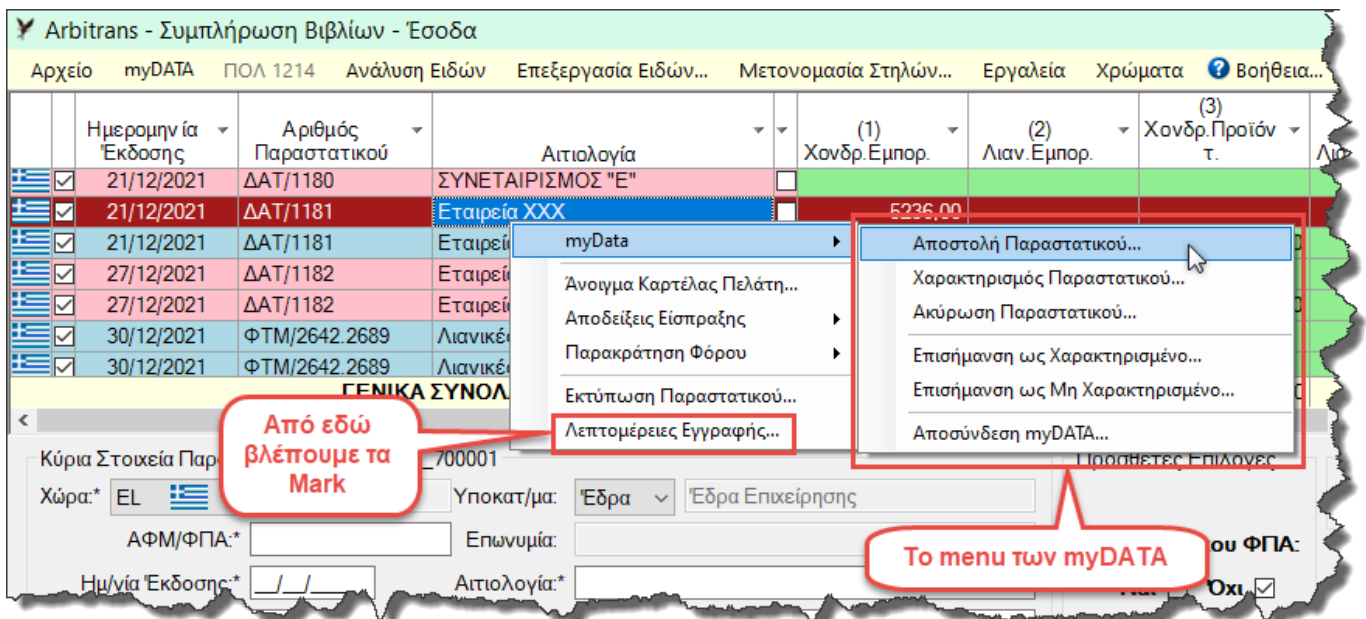 Arbitrans - Συμπλήρωση Βιβλίων - Έσοδα
Αρχείο myDATA ΠΟΛ 1214 Ανάλυση Ειδών Επεξεργασία Ειδών... Μετονομασία Στηλών... Εργαλεία Χρώματα Βοήθεια...
Ημερομηνία Έκδοσης
Αριθμός Παραστατικού
Αιτιολογία
(1) Χονδρ.Εμπορ.
(2) Λιαν.Εμπορ.
(3) Χονδρ.Προϊόντ.
21/12/2021 ΔΑΤ/1180 ΣΥΝΕΤΑΙΡΙΣΜΟΣ "Ε"
21/12/2021 ΔΑΤ/1181 Εταιρεία ΧΧΧ 5236,00
21/12/2021 ΔΑΤ/1181
27/12/2021 ΔΑΤ/1182
27/12/2021 ΔΑΤ/1182
30/12/2021 ΦΤΜ/2642.2689
30/12/2021 ΦΤΜ/2642.2689
myData
Άνοιγμα Καρτέλας Πελάτη...
Αποδείξεις Είσπραξης
Παρακράτηση Φόρου
Εκτύπωση Παραστατικού...
Λεπτομέρειες Εγγραφής...
Αποστολή Παραστατικού...
Χαρακτηρισμός Παραστατικού...
Ακύρωση Παραστατικού...
Επισήμανση ως Χαρακτηρισμένο...
Επισήμανση ως Μη Χαρακτηρισμένο...
Αποσύνδεση myDATA...
ΓΕΝΙΚΑ
Από εδώ
βλέπουμε τα
Mark
Το menu των myDATA
Κύρια Στοιχεία
_700001
Πρόσθετες Επιλογές
Χώρα:* EL Υποκατ/μα: Έδρα Έδρα Επιχείρησης
ΑΦΜ/ΦΠΑ:* Επωνυμία:
ΦΠΑ:
Ημ/νία Έκδοσης:* __/__/____ Αιτιολογία:*
Όχι